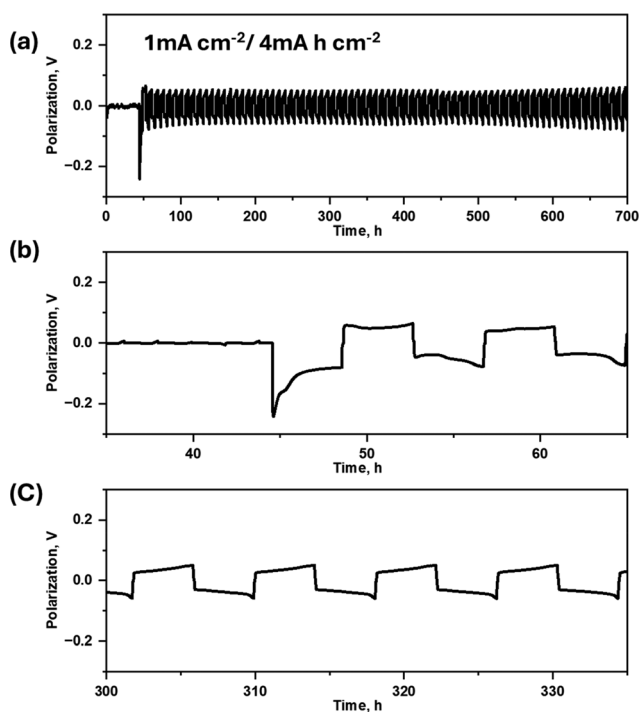 (a)
1mA cm-2/ 4mA h cm-2
Polarization, V
0.2
0.0
−0.2
0 100 200 300 400 500 600 700
Time, h
(b)
Polarization, V
0.2
0.0
−0.2
40 50 60
Time, h
(C)
Polarization, V
0.2
0.0
−0.2
300 310 320 330
Time, h